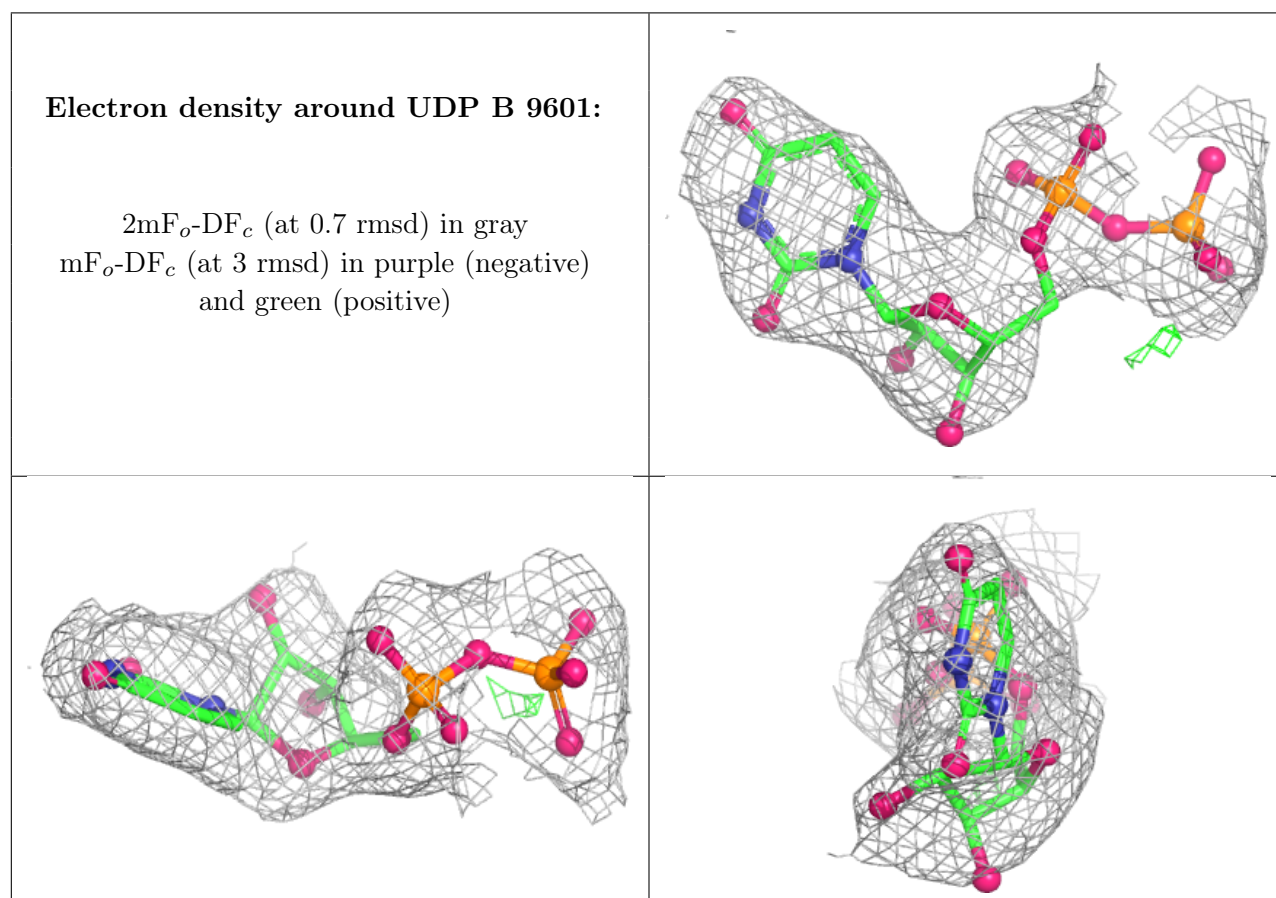 Electron density around UDP B 9601:
2mFo-DFc (at 0.7 rmsd) in gray
mFo-DFc (at 3 rmsd) in purple (negative)
and green (positive)